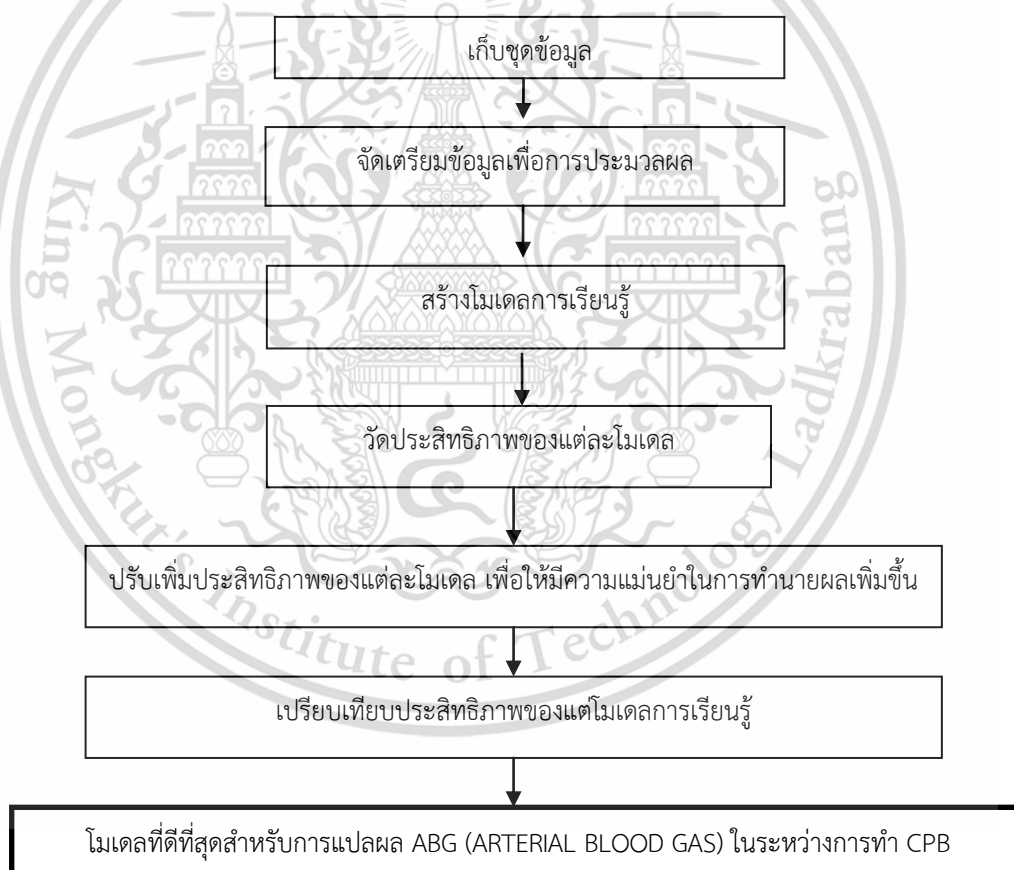 เก็บชุดข้อมูล
จัดเตรียมข้อมูลเพื่อการประมวลผล
สร้างโมเดลการเรียนรู้
วัดประสิทธิภาพของแต่ละโมเดล
ปรับเพิ่มประสิทธิภาพของแต่ละโมเดล เพื่อให้มีความแม่นยำในการทำนายผลเพิ่มขึ้น
เปรียบเทียบประสิทธิภาพของแต่โมเดลการเรียนรู้
โมเดลที่ดีที่สุดสำหรับการแปลผล ABG (ARTERIAL BLOOD GAS) ในระหว่างการทำ CPB
King Mongkut's Institute of Technology Ladkrabang